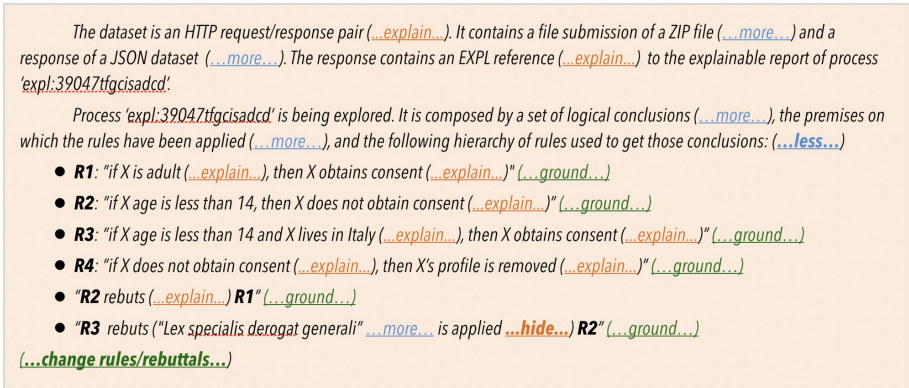 The dataset is an HTTP request/response pair (...explain...). It contains a file submission of a ZIP file (...more...) and a
response of a JSON dataset (...more...). The response contains an EXPL reference (...explain...) to the explainable report of process
'expl:39047tfgcisadcd'.
Process 'expl:39047tfgcisadcd' is being explored. It is composed by a set of logical conclusions (...more...), the premises on
which the rules have been applied (...more...), and the following hierarchy of rules used to get those conclusions: (...less...)
● R1: "if X is adult (...explain...), then X obtains consent (...explain...)" (...ground...)
● R2: "if X age is less than 14, then X does not obtain consent (...explain...)" (...ground...)
● R3: "if X age is less than 14 and X lives in Italy (...explain...), then X obtains consent (...explain...)" (...ground...)
● R4: "if X does not obtain consent (...explain...), then X's profile is removed (...explain...)" (...ground...)
● "R2 rebuts (...explain...) R1" (...ground...)
● "R3 rebuts ("Lex specialis derogat generali" ...more... is applied ...hide...) R2" (...ground...)
(...change rules/rebuttals...)